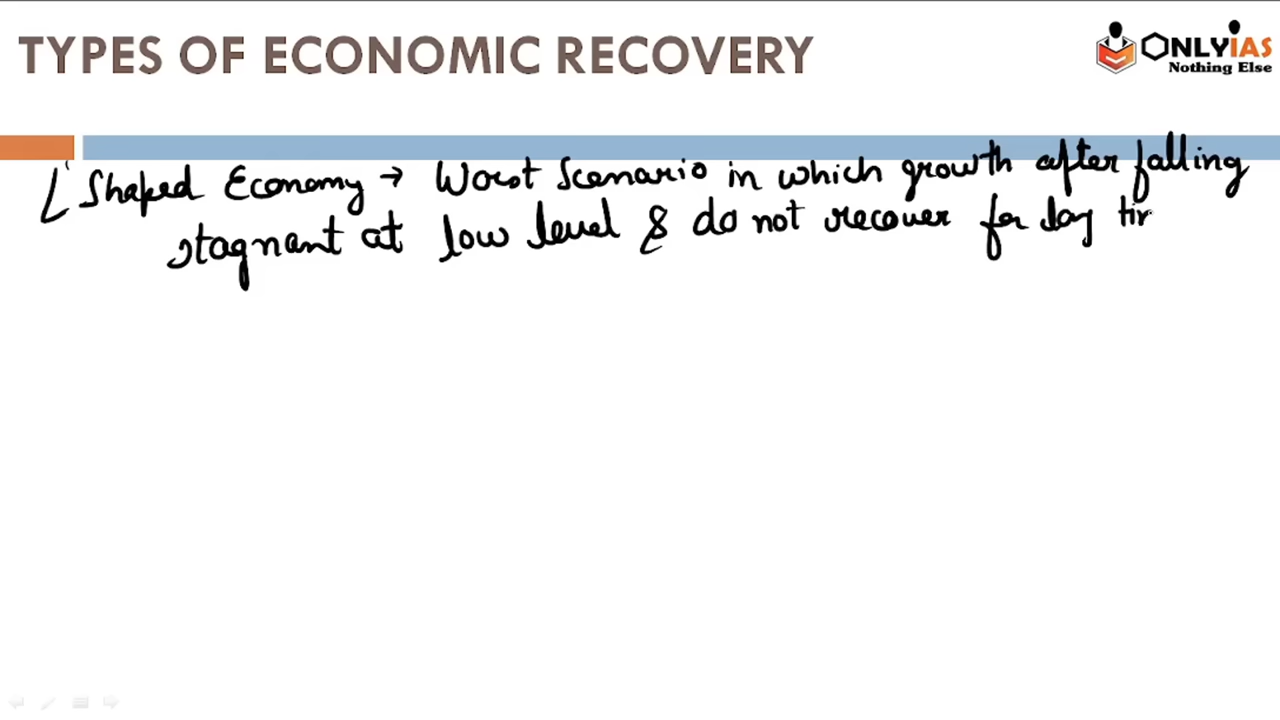 TYPES OF ECONOMIC RECOVERY
ONLYIAS
Nothing Else
L Shaped Economy → Worst Scenario in which growth after falling
stagnant at low level & do not recover for